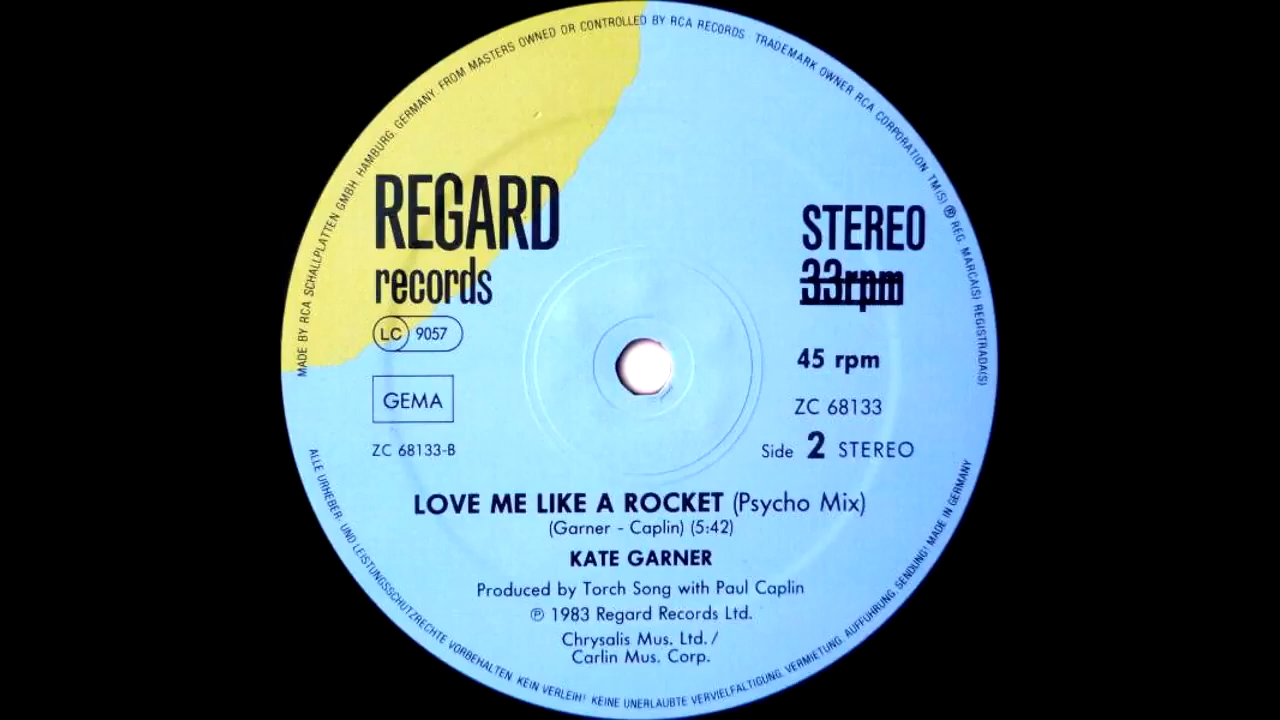 MADE BY RCA SCHALLPLATTEN GMBH. HAMBURG. GERMANY. FROM MASTERS OWNED OR CONTROLLED BY RCA RECORDS · TRADEMARK OWNER RCA CORPORATION TM(S) ® REG. MARCA(S) REGISTRADA(S)
REGARD
records
LC 9057
GEMA
ZC 68133-B
STEREO
33rpm
45 rpm
ZC 68133
Side 2 STEREO
LOVE ME LIKE A ROCKET (Psycho Mix)
(Garner - Caplin) (5:42)
KATE GARNER
Produced by Torch Song with Paul Caplin
℗ 1983 Regard Records Ltd.
Chrysalis Mus. Ltd. /
Carlin Mus. Corp.
ALLE URHEBER- UND LEISTUNGSSCHUTZRECHTE VORBEHALTEN. KEIN VERLEIH! KEINE UNERLAUBTE VERVIELFALTIGUNG, VERMIETUNG, AUFFÜHRUNG, SENDUNG! MADE IN GERMANY